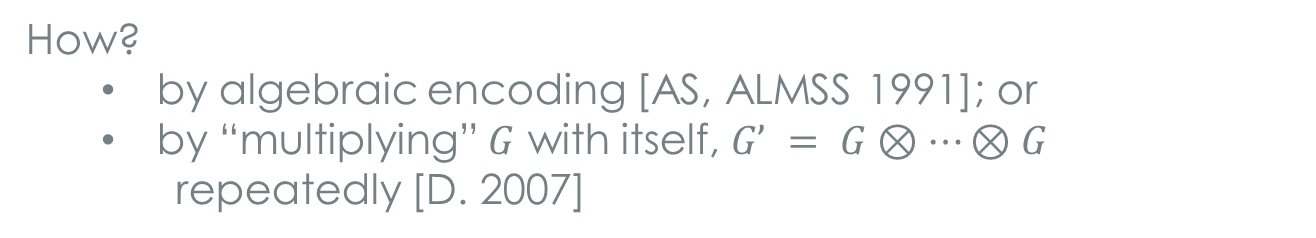 How?
• by algebraic encoding [AS, ALMSS 1991]; or
• by “multiplying” G with itself, G’ = G ⊗ ⋯ ⊗ G
repeatedly [D. 2007]